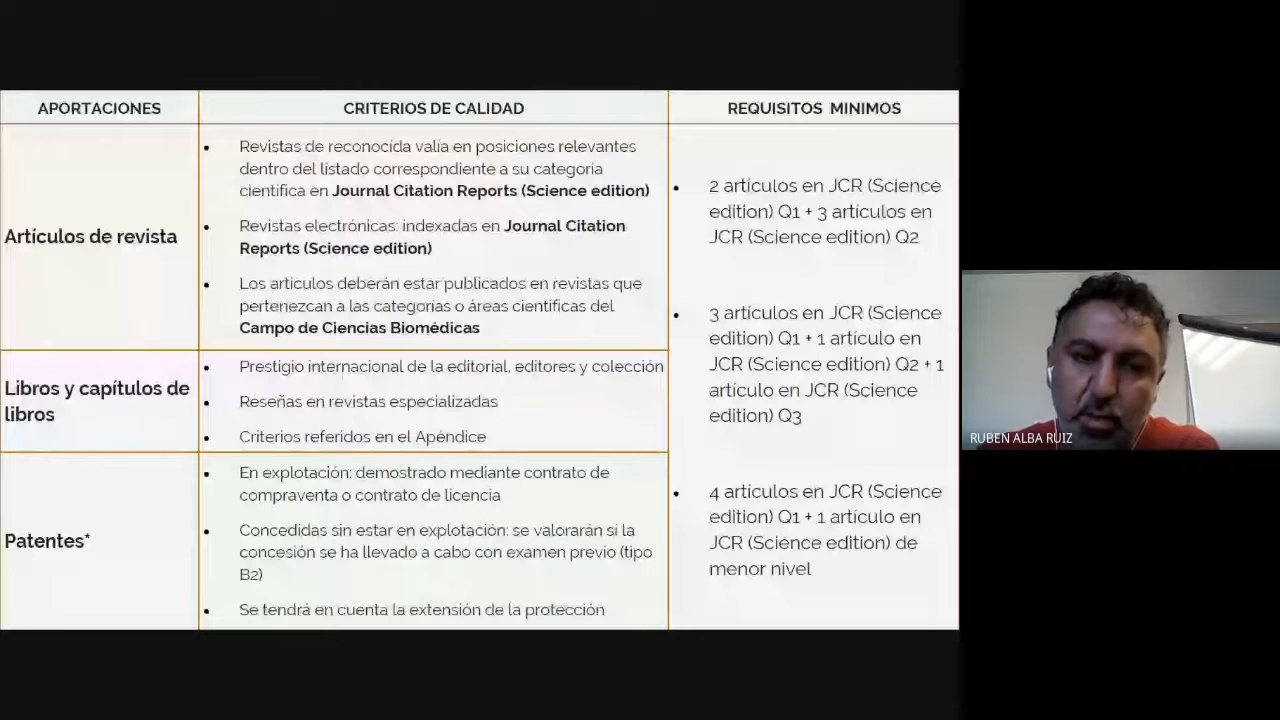 APORTACIONES
CRITERIOS DE CALIDAD
REQUISITOS MINIMOS
Artículos de revista
• Revistas de reconocida valía en posiciones relevantes
dentro del listado correspondiente a su categoría
científica en Journal Citation Reports (Science edition)
• Revistas electrónicas: indexadas en Journal Citation
Reports (Science edition)
• Los artículos deberán estar publicados en revistas que
pertenezcan a las categorías o áreas científicas del
Campo de Ciencias Biomédicas
Libros y capítulos de
libros
• Prestigio internacional de la editorial, editores y colección
• Reseñas en revistas especializadas
• Criterios referidos en el Apéndice
Patentes*
• En explotación: demostrado mediante contrato de
compraventa o contrato de licencia
• Concedidas sin estar en explotación: se valorarán si la
concesión se ha llevado a cabo con examen previo (tipo
B2)
• Se tendrá en cuenta la extensión de la protección
• 2 artículos en JCR (Science
edition) Q1 + 3 artículos en
JCR (Science edition) Q2
• 3 artículos en JCR (Science
edition) Q1 + 1 artículo en
JCR (Science edition) Q2 + 1
artículo en JCR (Science
edition) Q3
• 4 artículos en JCR (Science
edition) Q1 + 1 artículo en
JCR (Science edition) de
menor nivel
RUBEN ALBA RUIZ